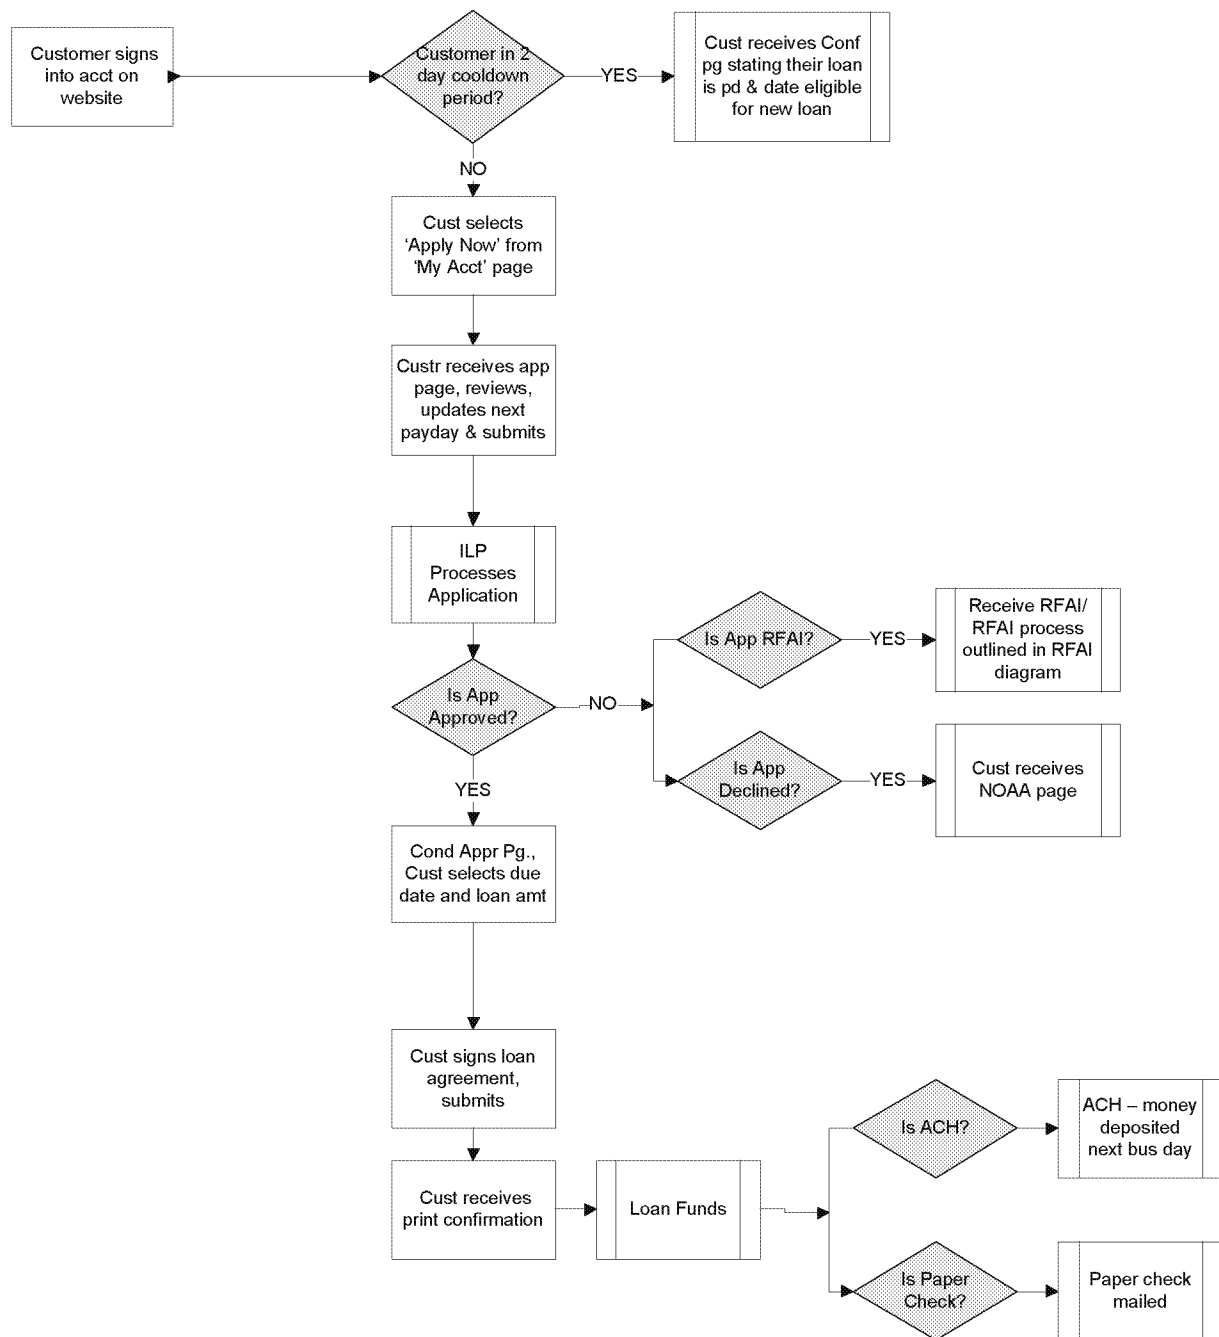 Customer signs
into acct on
website
Customer in 2
day cooldown
period?
YES
Cust receives Conf
pg stating their loan
is pd & date eligible
for new loan
NO
Cust selects
‘Apply Now’ from
‘My Acct’ page
Custr receives app
page, reviews,
updates next
payday & submits
ILP
Processes
Application
Is App RFAI?
YES
Receive RFAI/
RFAI process
outlined in RFAI
diagram
Is App
Approved?
NO
Is App
Declined?
YES
Cust receives
NOAA page
YES
Cond Appr Pg.,
Cust selects due
date and loan amt
Cust signs loan
agreement,
submits
Is ACH?
ACH – money
deposited
next bus day
Cust receives
print confirmation
Loan Funds
Is Paper
Check?
Paper check
mailed